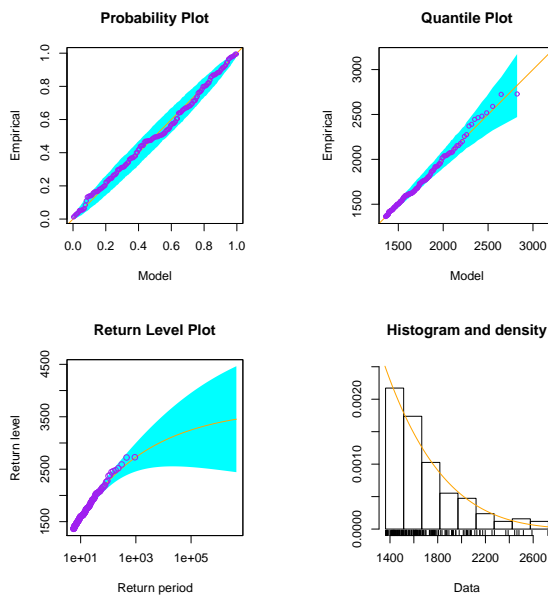 Probability Plot
Empirical
0.0 0.2 0.4 0.6 0.8 1.0
0.0 0.2 0.4 0.6 0.8 1.0
Model
Quantile Plot
Empirical
1500 2000 2500 3000
1500 2000 2500 3000
Model
Return Level Plot
Return level
1500 2500 3500 4500
1e+01 1e+03 1e+05
Return period
Histogram and density
0.0000 0.0010 0.0020
1400 1800 2200 2600
Data